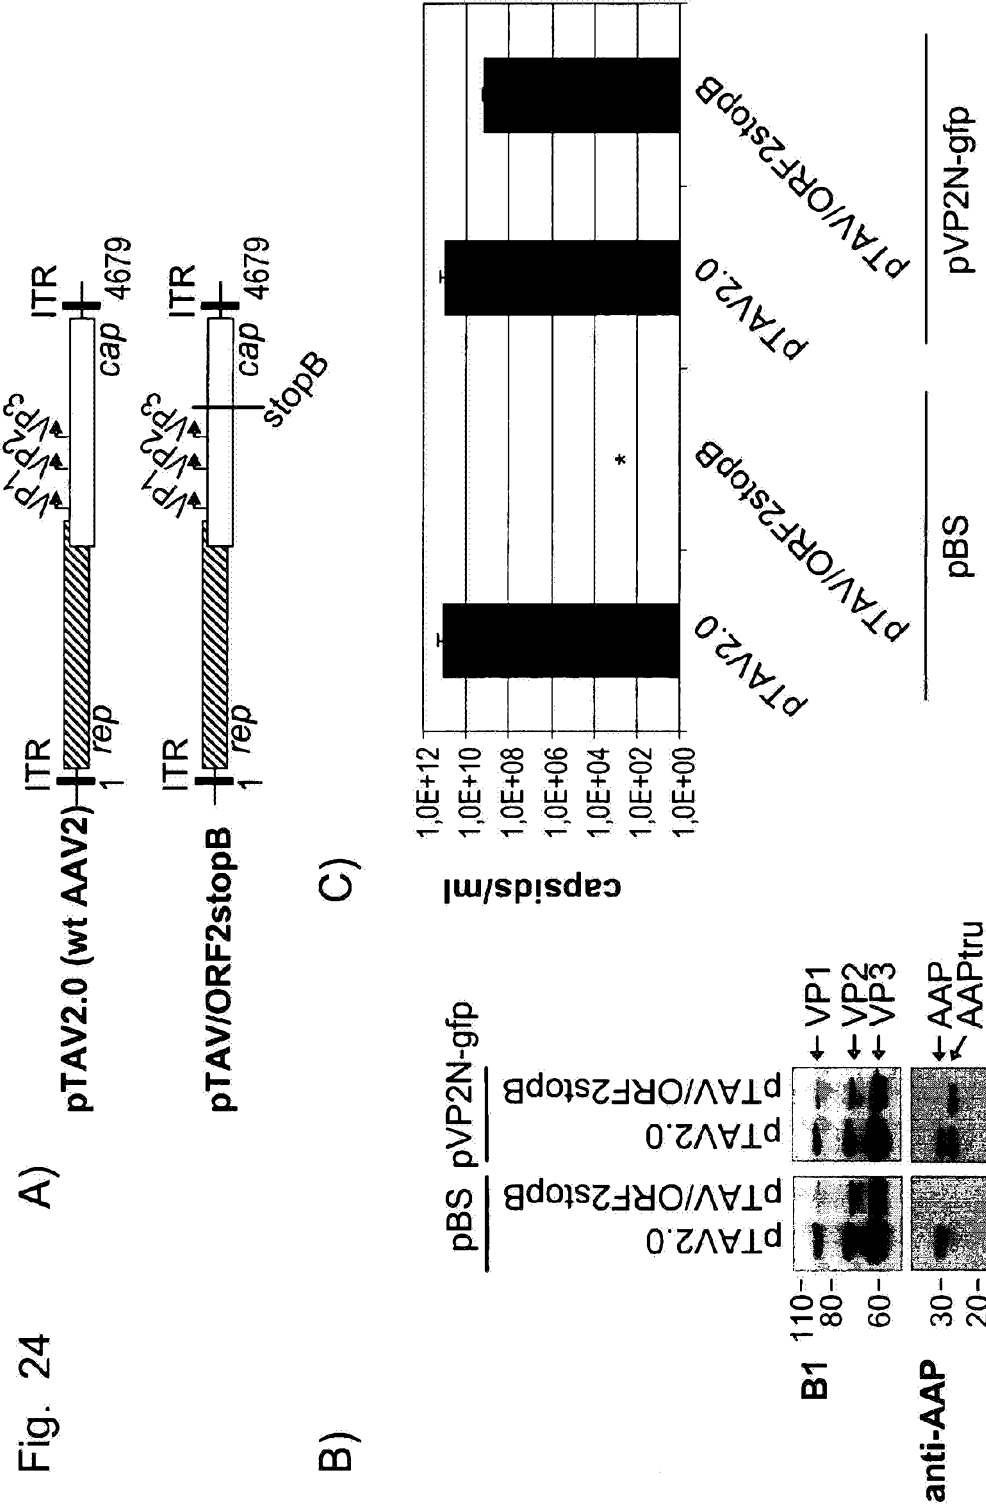 Fig. 24
A)
pTAV2.0 (wt AAV2)
ITR
VP1
VP2
VP3
ITR
1
rep
cap
4679
pTAV/ORF2stopB
ITR
VP1
VP2
VP3
ITR
1
rep
cap
4679
stopB
B)
pBS pVP2N-gfp
pTAV2.0
pTAV/ORF2stopB
pTAV2.0
pTAV/ORF2stopB
B1
110-
80-
60-
VP1
VP2
VP3
anti-AAP
30-
20-
AAP
AAPtru
C)
capsids/ml
1,0E+12
1,0E+10
1,0E+08
1,0E+06
1,0E+04
1,0E+02
1,0E+00
*
pTAV2.0
pTAV/ORF2stopB
pTAV2.0
pTAV/ORF2stopB
pBS
pVP2N-gfp